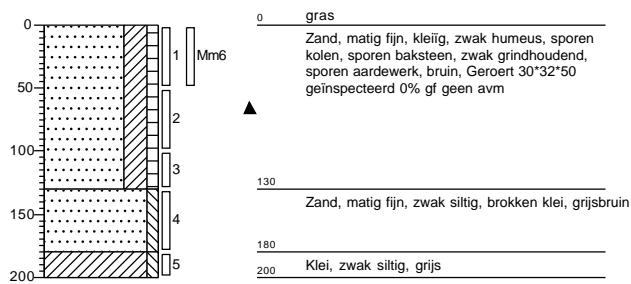 0
50
100
150
200
1
Mm6
2
3
4
5
0 gras
Zand, matig fijn, kleiïg, zwak humeus, sporen
kolen, sporen baksteen, zwak grindhoudend,
sporen aardewerk, bruin, Geroert 30*32*50
geïnspecteerd 0% gf geen avm
130
Zand, matig fijn, zwak siltig, brokken klei, grijsbruin
180
Klei, zwak siltig, grijs
200